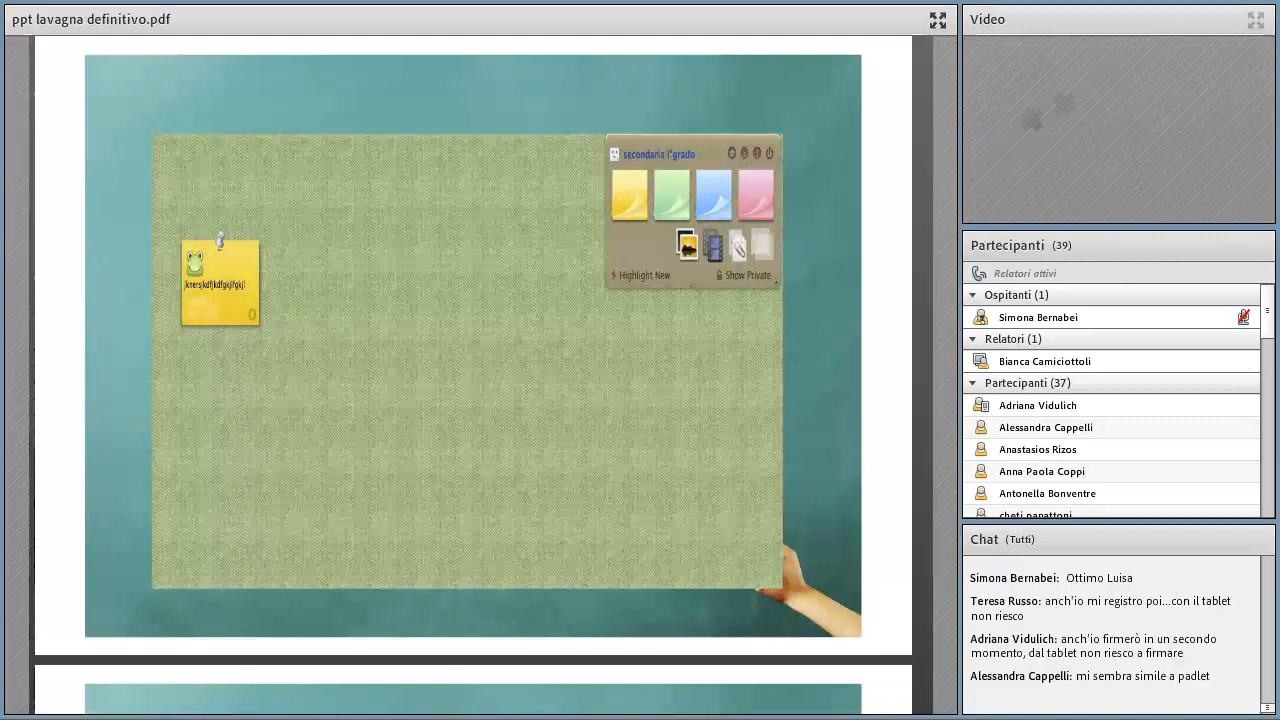 ppt lavagna definitivo.pdf
secondaria I°grado
Highlight New
Show Private
0
Video
Partecipanti (39)
Relatori attivi
Ospitanti (1)
Simona Bernabei
Relatori (1)
Bianca Camiciottoli
Partecipanti (37)
Adriana Vidulich
Alessandra Cappelli
Anastasios Rizos
Anna Paola Coppi
Antonella Bonventre
cheti panattoni
Chat (Tutti)
Simona Bernabei: Ottimo Luisa
Teresa Russo: anch'io mi registro poi...con il tablet
non riesco
Adriana Vidulich: anch'io firmerò in un secondo
momento, dal tablet non riesco a firmare
Alessandra Cappelli: mi sembra simile a padlet